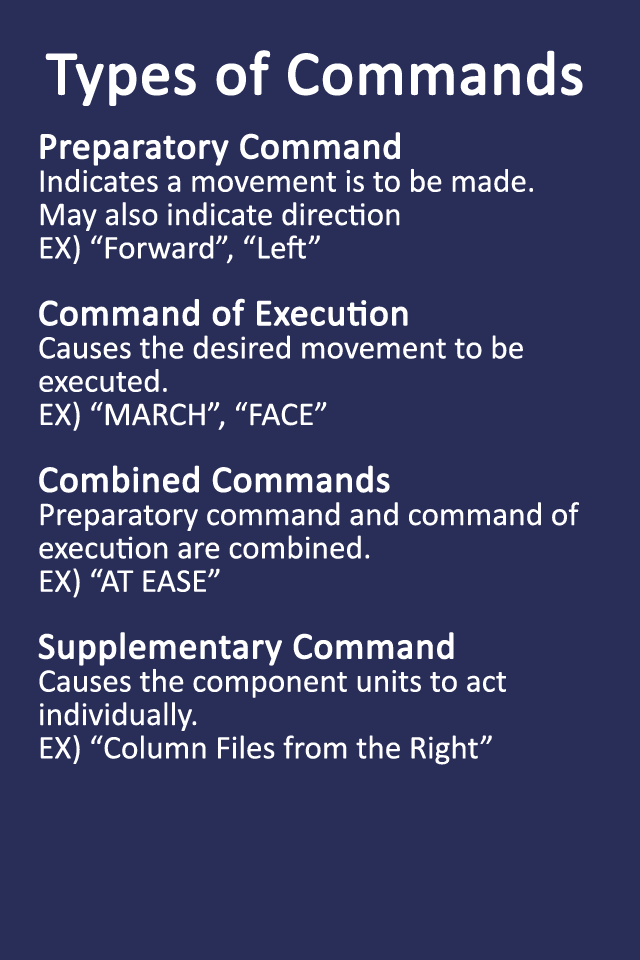 Types of Commands
Preparatory Command
Indicates a movement is to be made.
May also indicate direction
EX) “Forward”, “Left”
Command of Execution
Causes the desired movement to be
executed.
EX) “MARCH”, “FACE”
Combined Commands
Preparatory command and command of
execution are combined.
EX) “AT EASE”
Supplementary Command
Causes the component units to act
individually.
EX) “Column Files from the Right”